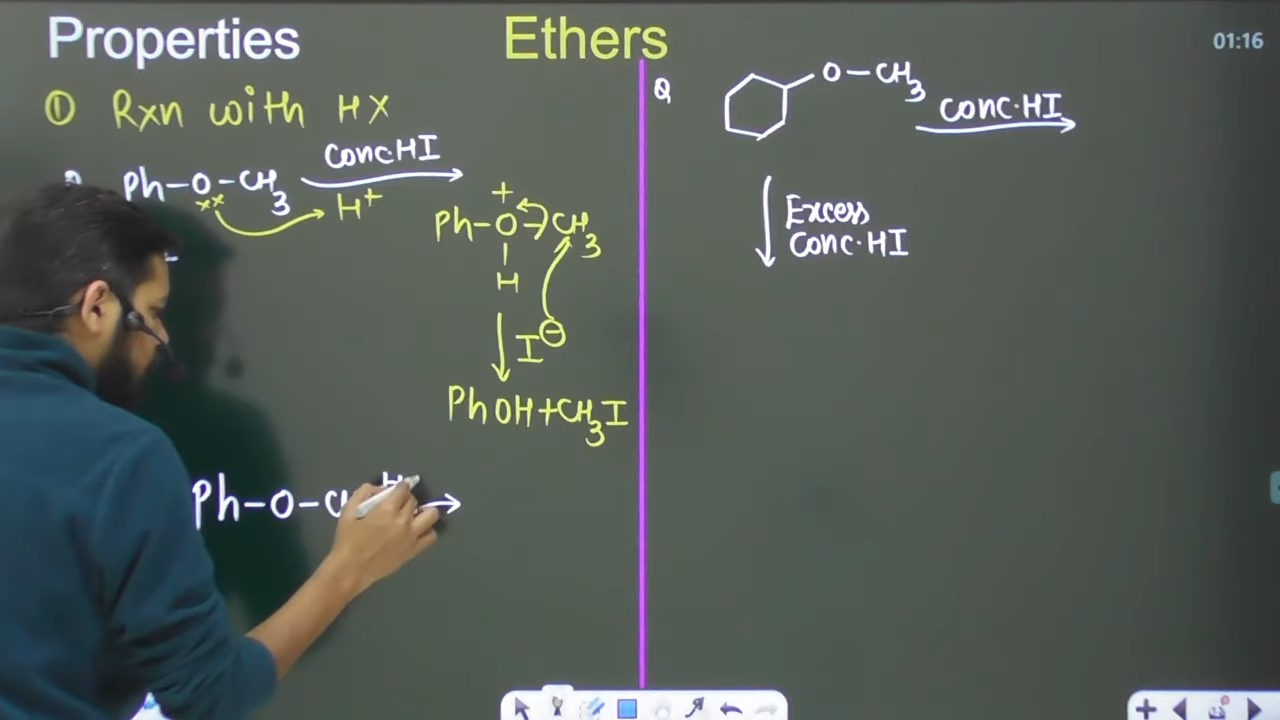 Properties
Ethers
01:16
① Rxn with HX
Ph-O-CH3 conc.HI
H+
+
Ph-O-CH3
H
I⊖
PhOH+CH3I
Ph-O-
Q
O-CH3 conc.HI
Excess
conc.HI